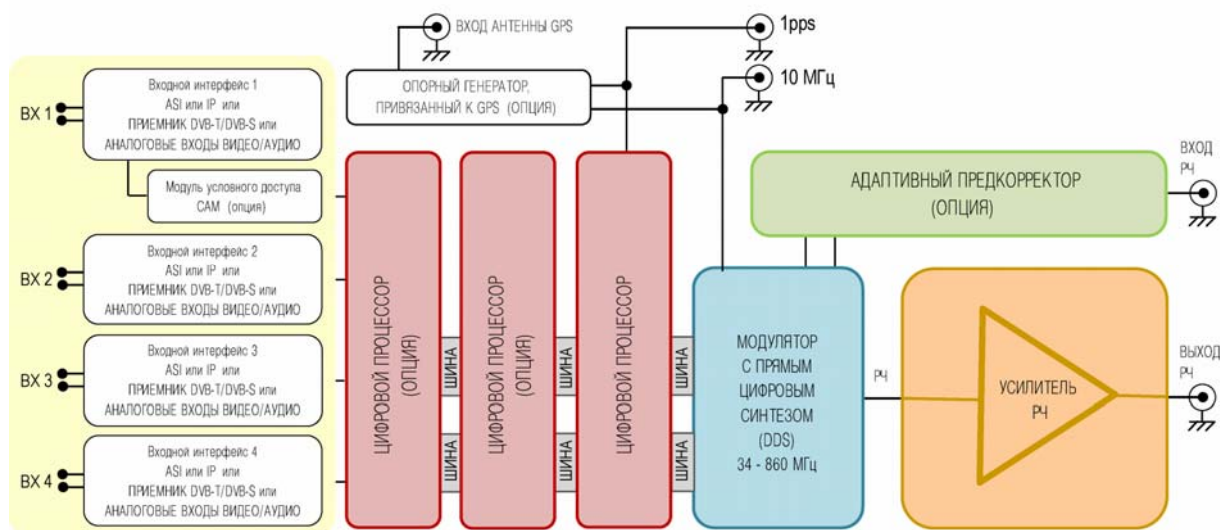 ВХОД АНТЕННЫ GPS
1pps
10 МГц
ОПОРНЫЙ ГЕНЕРАТОР,
ПРИВЯЗАННЫЙ К GPS (ОПЦИЯ)
ВХ 1
Входной интерфейс 1
ASI или IP или
ПРИЕМНИК DVB-T/DVB-S или
АНАЛОГОВЫЕ ВХОДЫ ВИДЕО/АУДИО
Модуль условного доступа
CAM (опция)
ВХ 2
Входной интерфейс 2
ASI или IP или
ПРИЕМНИК DVB-T/DVB-S или
АНАЛОГОВЫЕ ВХОДЫ ВИДЕО/АУДИО
ВХ 3
Входной интерфейс 3
ASI или IP или
ПРИЕМНИК DVB-T/DVB-S или
АНАЛОГОВЫЕ ВХОДЫ ВИДЕО/АУДИО
ВХ 4
Входной интерфейс 4
ASI или IP или
ПРИЕМНИК DVB-T/DVB-S или
АНАЛОГОВЫЕ ВХОДЫ ВИДЕО/АУДИО
ЦИФРОВОЙ ПРОЦЕССОР
(ОПЦИЯ)
ШИНА
ШИНА
ЦИФРОВОЙ ПРОЦЕССОР
(ОПЦИЯ)
ШИНА
ШИНА
ЦИФРОВОЙ ПРОЦЕССОР
ШИНА
ШИНА
АДАПТИВНЫЙ ПРЕДКОРРЕКТОР
(ОПЦИЯ)
ВХОД
РЧ
МОДУЛЯТОР
С ПРЯМЫМ
ЦИФРОВЫМ
СИНТЕЗОМ
(DDS)
34 - 860 МГц
РЧ
УСИЛИТЕЛЬ
РЧ
ВЫХОД
РЧ